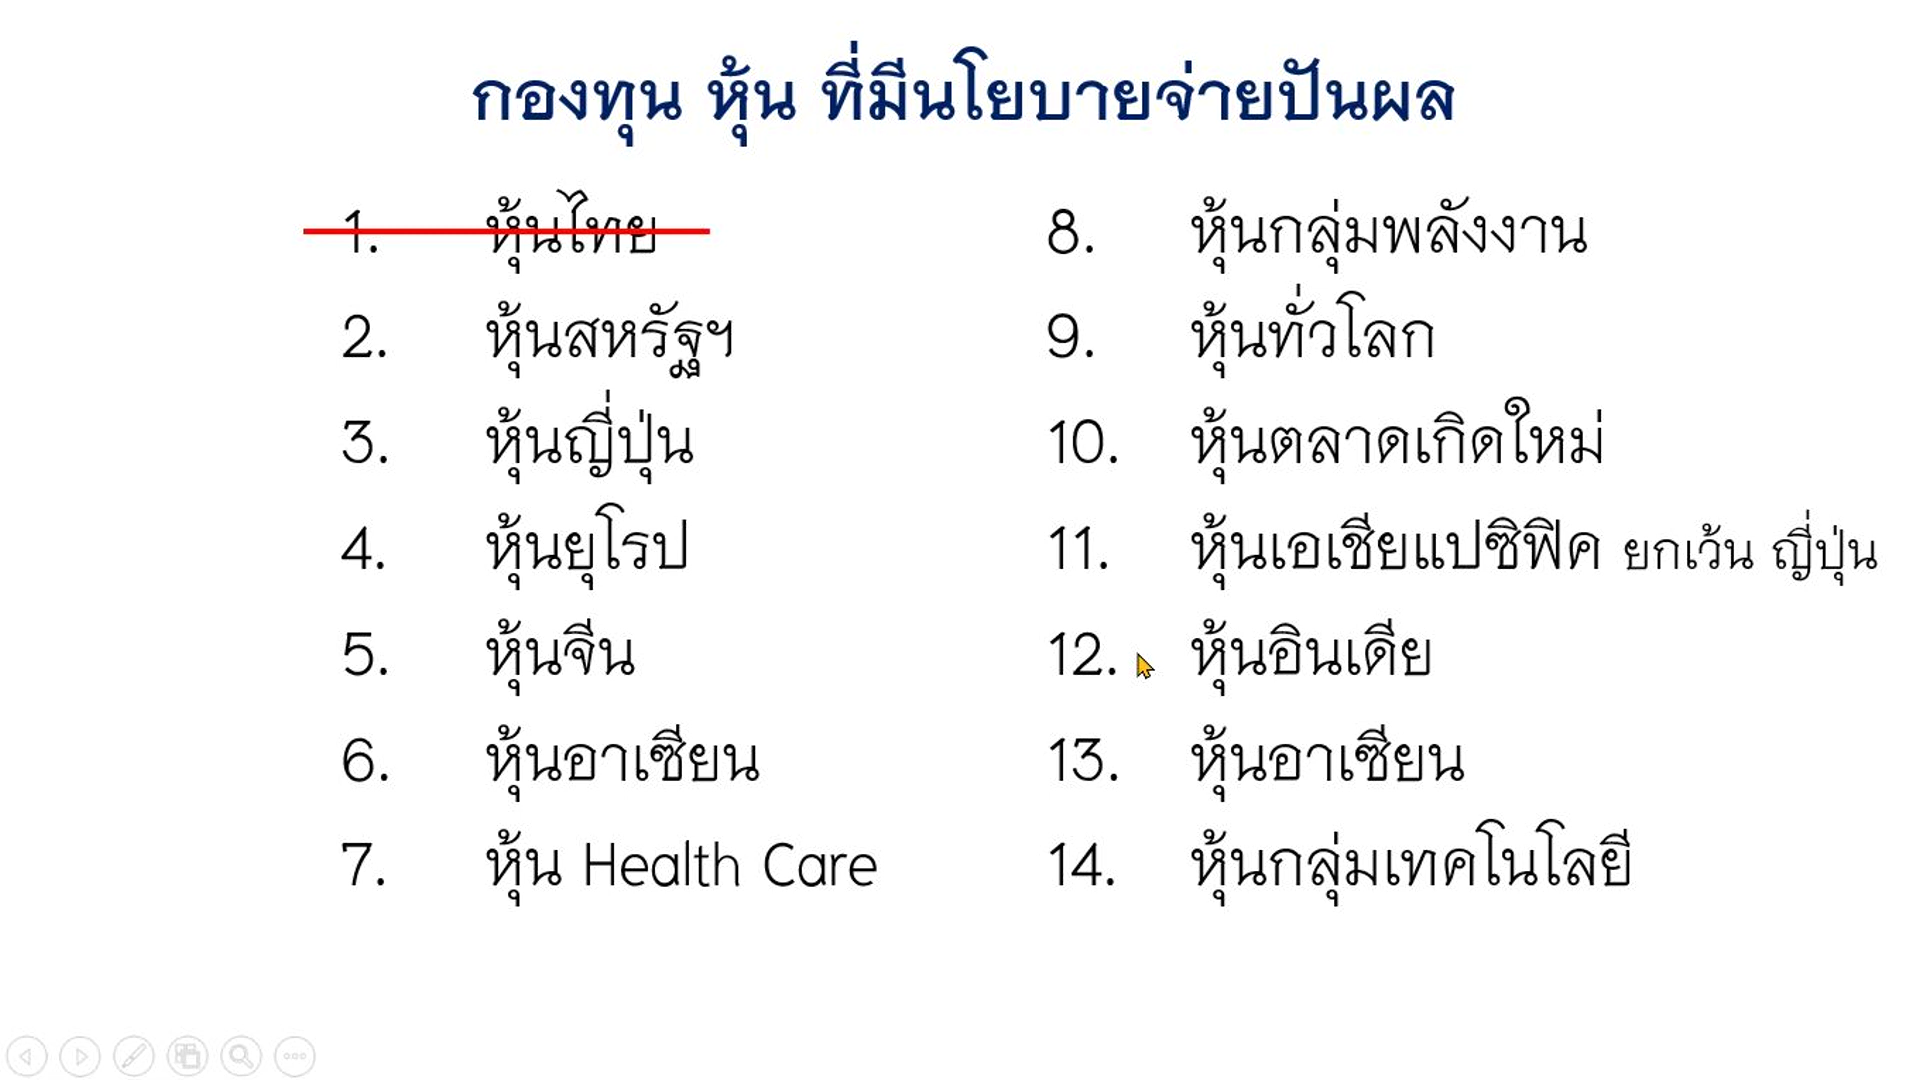 กองทุน หุ้น ที่มีนโยบายจ่ายปันผล
1. หุ้นไทย
2. หุ้นสหรัฐฯ
3. หุ้นญี่ปุ่น
4. หุ้นยุโรป
5. หุ้นจีน
6. หุ้นอาเซียน
7. หุ้น Health Care
8. หุ้นกลุ่มพลังงาน
9. หุ้นทั่วโลก
10. หุ้นตลาดเกิดใหม่
11. หุ้นเอเชียแปซิฟิค ยกเว้น ญี่ปุ่น
12. หุ้นอินเดีย
13. หุ้นอาเซียน
14. หุ้นกลุ่มเทคโนโลยี